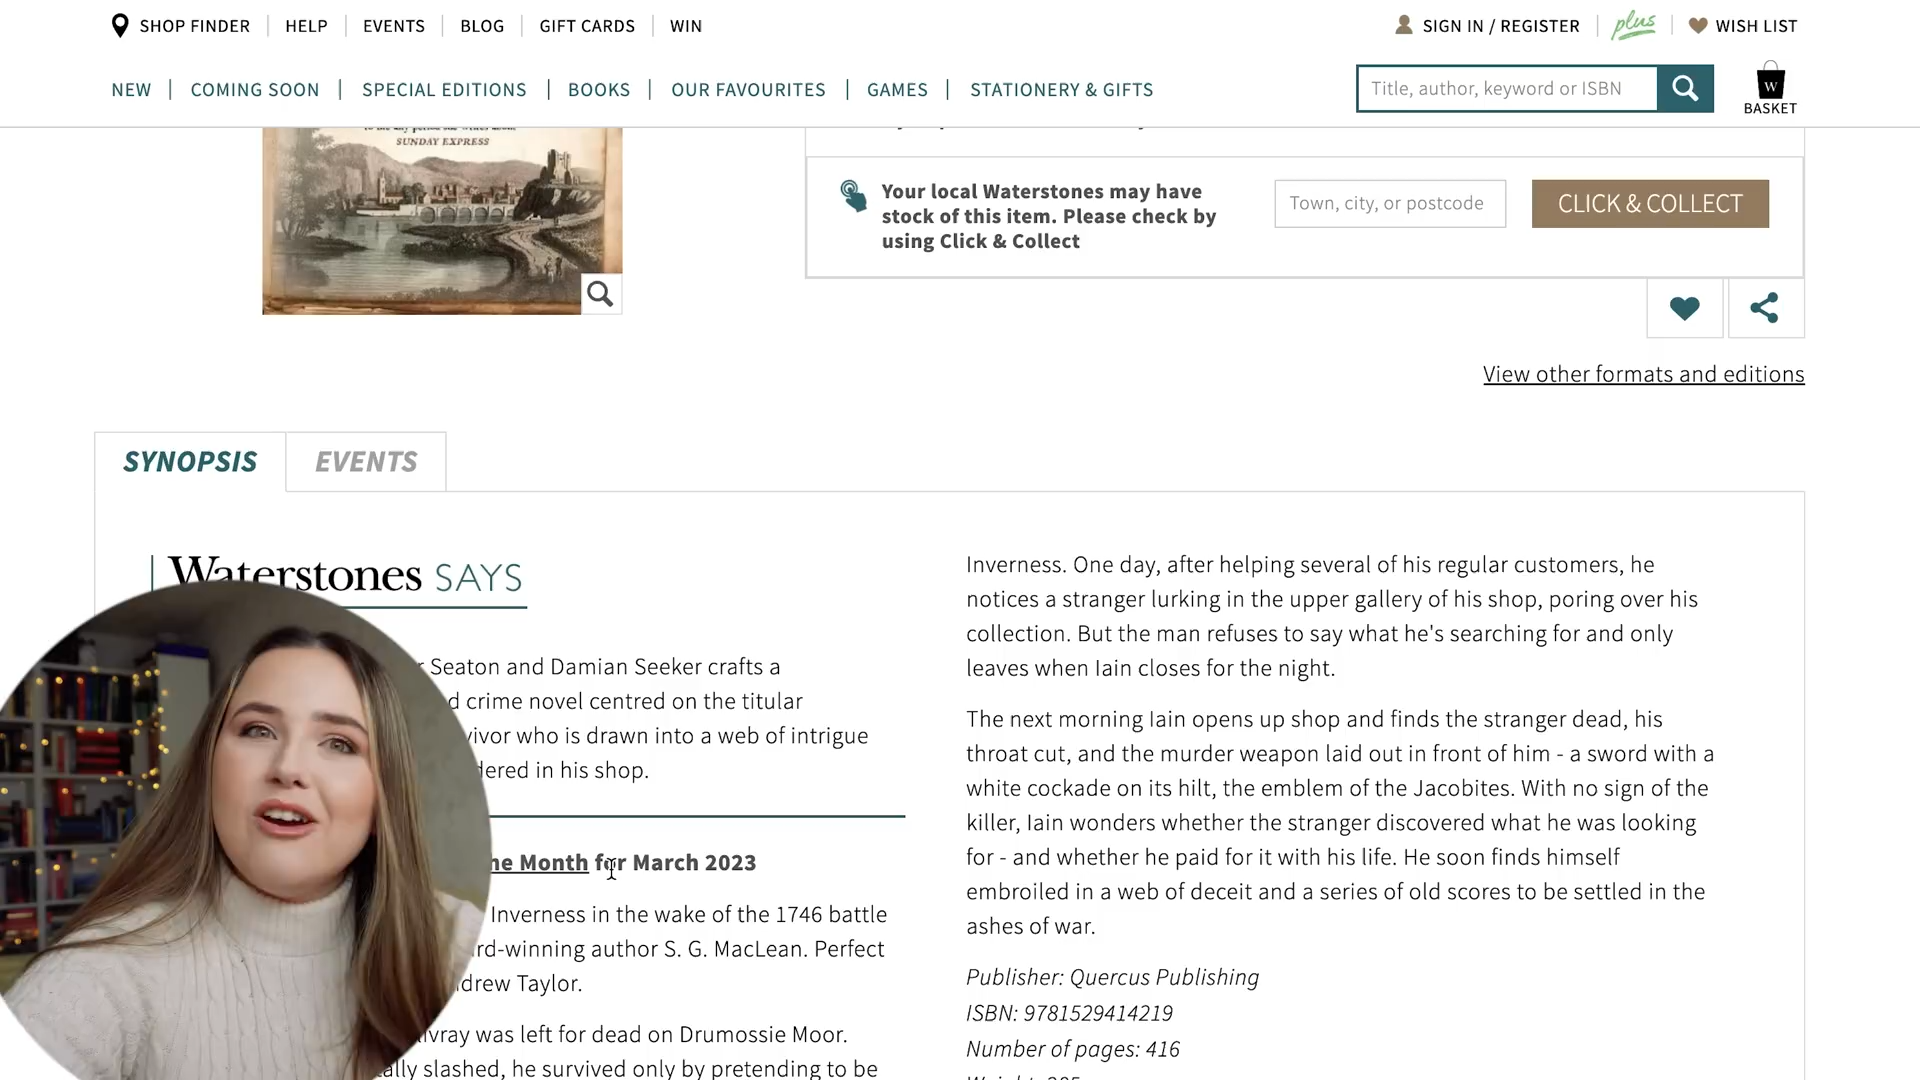 SHOP FINDER
HELP
EVENTS
BLOG
GIFT CARDS
WIN
SIGN IN / REGISTER
plus
WISH LIST
NEW
COMING SOON
SPECIAL EDITIONS
BOOKS
OUR FAVOURITES
GAMES
STATIONERY & GIFTS
Title, author, keyword or ISBN
W
BASKET
SUNDAY EXPRESS
Your local Waterstones may have
stock of this item. Please check by
using Click & Collect
Town, city, or postcode
CLICK & COLLECT
View other formats and editions
SYNOPSIS
EVENTS
Waterstones SAYS
Seaton and Damian Seeker crafts a
crime novel centred on the titular
who is drawn into a web of intrigue
in his shop.
Month for March 2023
Inverness in the wake of the 1746 battle
author S. G. MacLean. Perfect
Taylor.
was left for dead on Drumossie Moor.
slashed, he survived only by pretending to be
Inverness. One day, after helping several of his regular customers, he
notices a stranger lurking in the upper gallery of his shop, poring over his
collection. But the man refuses to say what he's searching for and only
leaves when Iain closes for the night.
The next morning Iain opens up shop and finds the stranger dead, his
throat cut, and the murder weapon laid out in front of him - a sword with a
white cockade on its hilt, the emblem of the Jacobites. With no sign of the
killer, Iain wonders whether the stranger discovered what he was looking
for - and whether he paid for it with his life. He soon finds himself
embroiled in a web of deceit and a series of old scores to be settled in the
ashes of war.
Publisher: Quercus Publishing
ISBN: 9781529414219
Number of pages: 416